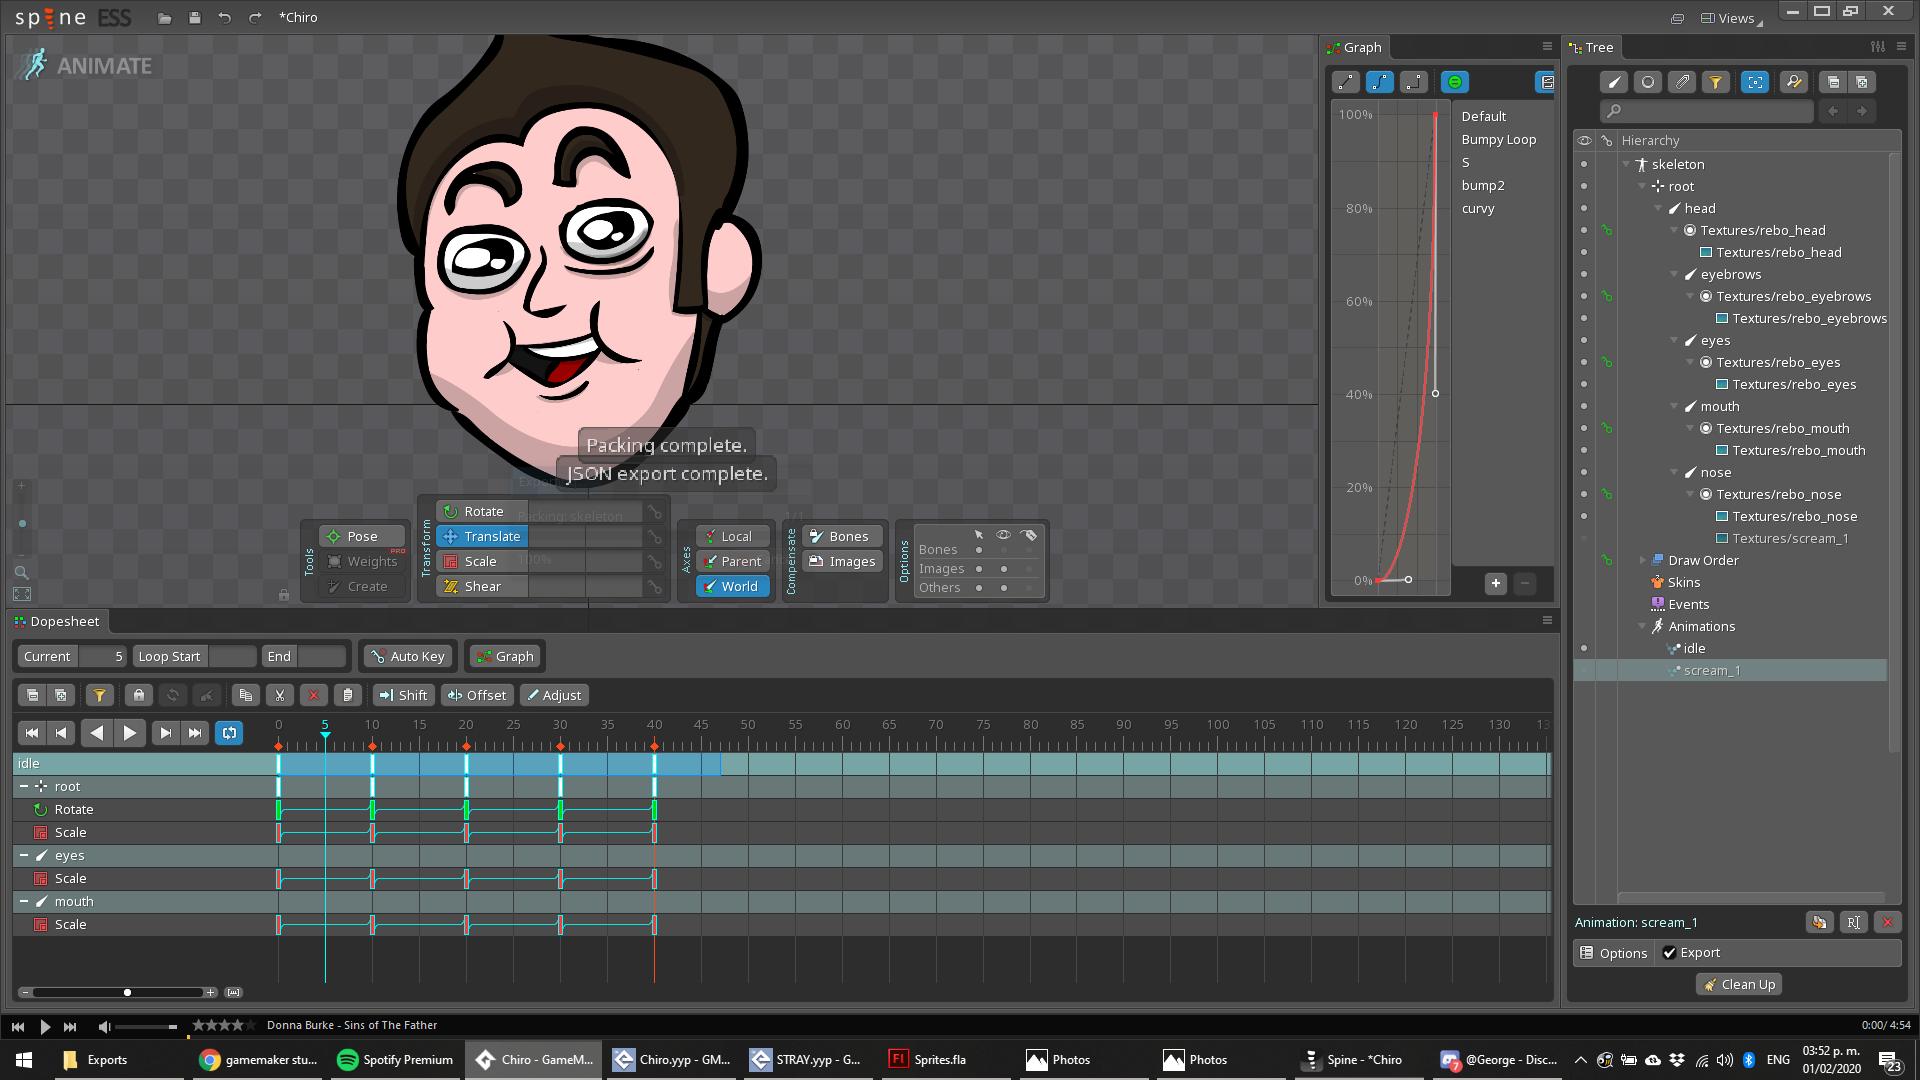 spine ESS
*Chiro
Views
ANIMATE
Packing complete.
JSON export complete.
Tools
Pose
Weights
PRO
Create
Transform
Rotate
Translate
Scale
Shear
Packing: skeleton
100%
1/1
Axes
Local
Parent
World
Compensate
Bones
Images
Options
Bones
Images
Others
Graph
100%
80%
60%
40%
20%
0%
Default
Bumpy Loop
S
bump2
curvy
Tree
Hierarchy
skeleton
root
head
Textures/rebo_head
Textures/rebo_head
eyebrows
Textures/rebo_eyebrows
Textures/rebo_eyebrows
eyes
Textures/rebo_eyes
Textures/rebo_eyes
mouth
Textures/rebo_mouth
Textures/rebo_mouth
nose
Textures/rebo_nose
Textures/rebo_nose
Textures/scream_1
Draw Order
Skins
Events
Animations
idle
scream_1
Animation: scream_1
Options
Export
Clean Up
Dopesheet
Current 5 Loop Start End Auto Key Graph
Shift Offset Adjust
0 5 10 15 20 25 30 35 40 45 50 55 60 65 70 75 80 85 90 95 100 105 110 115 120 125 130
idle
root
Rotate
Scale
eyes
Scale
mouth
Scale
Donna Burke - Sins of The Father
0:00/ 4:54
Exports
gamemaker stu...
Spotify Premium
Chiro - GameM...
Chiro.yyp - GM...
STRAY.yyp - G...
Fl
Sprites.fla
Photos
Photos
Spine - *Chiro
@George - Disc...
ENG
03:52 p. m.
01/02/2020
23